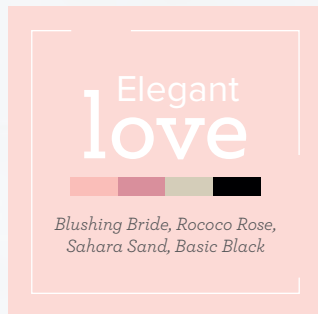 Elegant
love
Blushing Bride, Rococo Rose,
Sahara Sand, Basic Black